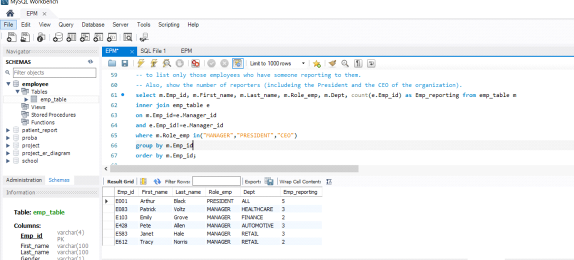 MySQL Workbench
EPM ×
File Edit View Query Database Server Tools Scripting Help
Navigator
SCHEMAS
Filter objects
employee
Tables
emp_table
Views
Stored Procedures
Functions
patient_report
proba
project
project_ar_diagram
school
Administration Schemas
Information
Table: emp_table
Columns:
Emp_id varchar(4)
PK
First_name varchar(100
Last_name varchar(100
EPM* × SQL File 1 EPM
Limit to 1000 rows
59 -- to list only those employees who have someone reporting to them.
60 -- Also, show the number of reporters (including the President and the CEO of the organisation).
61 select m.Emp_id, m.First_name, m.Last_name, m.Role_emp, m.Dept, count(e.Emp_id) as Emp_reporting from emp_table m
62 inner join emp_table e
63 on m.Emp_id=e.Manager_id
64 and e.Emp_id!=e.Manager_id
65 where m.Role_emp in("MANAGER","PRESIDENT","CEO")
66 group by m.Emp_id
67 order by m.Emp_id;
Result Grid Filter Rows: Export: Wrap Cell Content:
Emp_id First_name Last_name Role_emp Dept Emp_reporting
E001 Arthur Black PRESIDENT ALL 5
E083 Patrick Voltz MANAGER HEALTHCARE 3
E103 Emily Grove MANAGER FINANCE 2
E428 Pete Allen MANAGER AUTOMOTIVE 3
E583 Janet Hale MANAGER RETAIL 3
E612 Tracy Norris MANAGER RETAIL 2